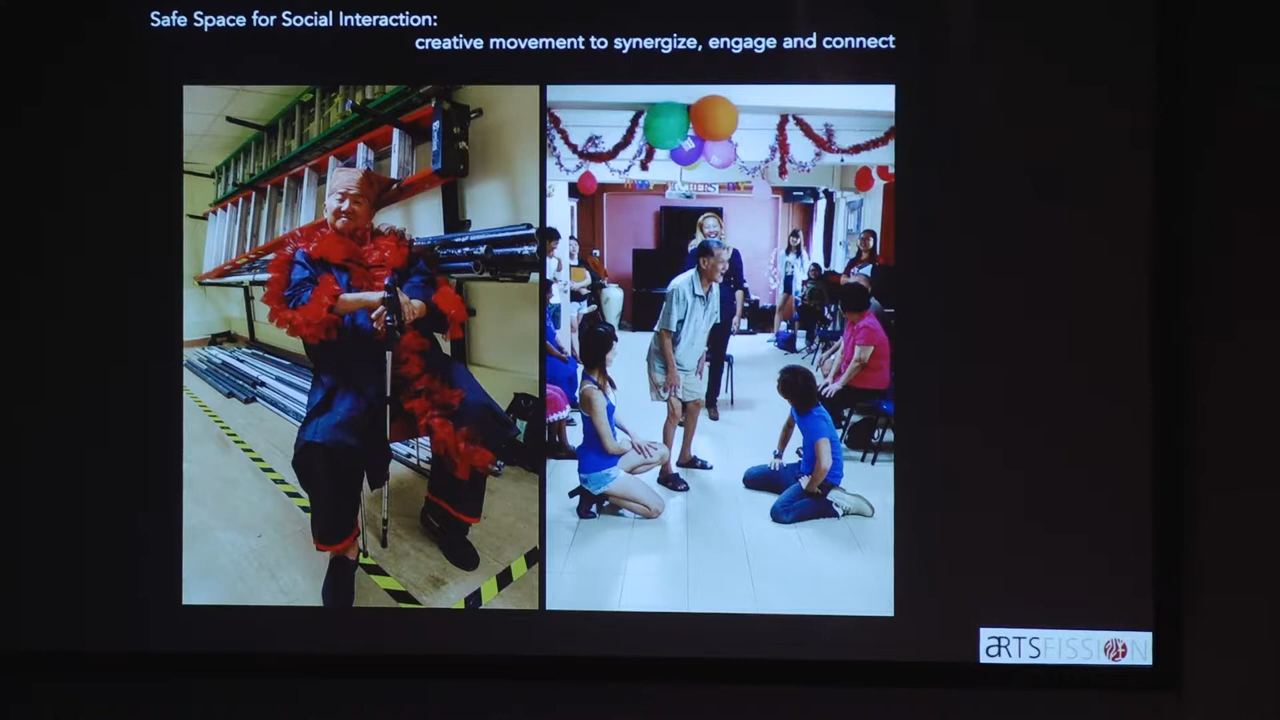 Safe Space for Social Interaction:
creative movement to synergize, engage and connect
ARTSFISSION